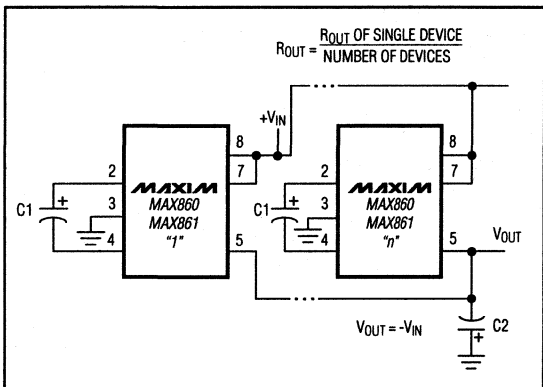 ROUT = ROUT OF SINGLE DEVICE
NUMBER OF DEVICES
+VIN
8
7
2
3
4
5
C1
+
MAXIM
MAX860
MAX861
"1"
8
7
2
3
4
5
C1
+
MAXIM
MAX860
MAX861
"n"
VOUT
VOUT = -VIN
C2
+